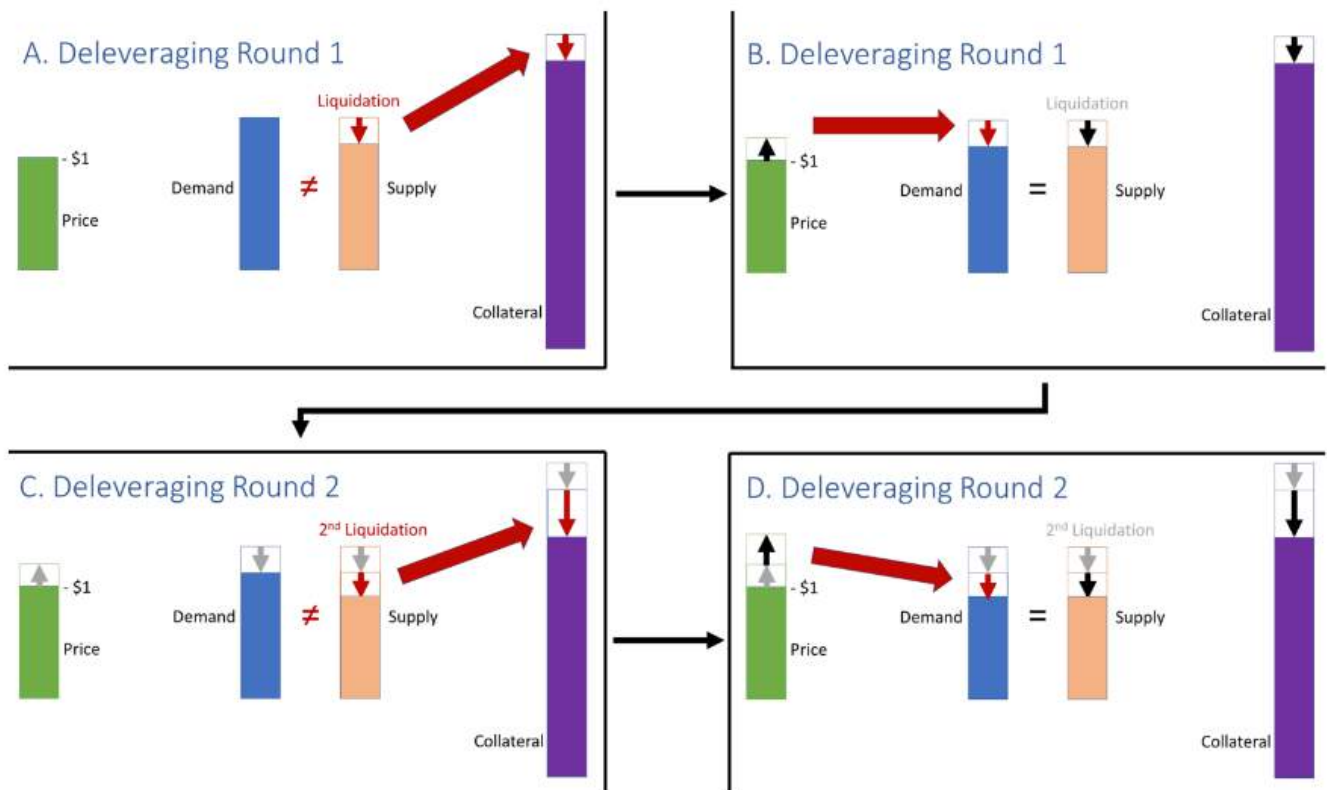 A. Deleveraging Round 1
Liquidation
- $1
Demand
≠
Supply
Price
Collateral
B. Deleveraging Round 1
Liquidation
- $1
Demand
=
Supply
Price
Collateral
C. Deleveraging Round 2
2nd Liquidation
- $1
Demand
≠
Supply
Price
Collateral
D. Deleveraging Round 2
2nd Liquidation
- $1
Demand
=
Supply
Price
Collateral